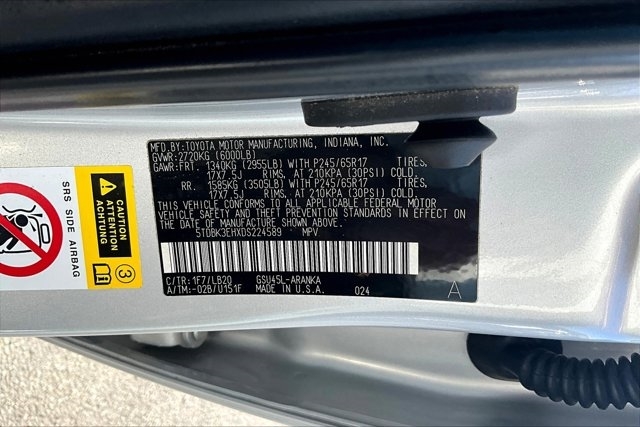 MFD.BY:TOYOTA MOTOR MANUFACTURING, INDIANA, INC.
GVWR:2720KG (6000LB)
GAWR:FRT. 1340KG (2955LB) WITH P245/65R17 TIRES,
17X7.5J RIMS, AT 210KPA (30PSI) COLD.
RR. 1585KG (3505LB) WITH P245/65R17 TIRES,
17X7.5J RIMS, AT 210KPA (30PSI) COLD.
THIS VEHICLE CONFORMS TO ALL APPLICABLE FEDERAL MOTOR
VEHICLE SAFETY AND THEFT PREVENTION STANDARDS IN EFFECT ON
THE DATE OF MANUFACTURE SHOWN ABOVE.
5TDBK3EHXDS224589 MPV
C/TR:1F7/LB20 GSU45L-ARANKA
A/TM:-02B/U151F MADE IN U.S.A. 024
A
SRS SIDE AIRBAG
CAUTION
ATTENTION
ACHTUNG
3